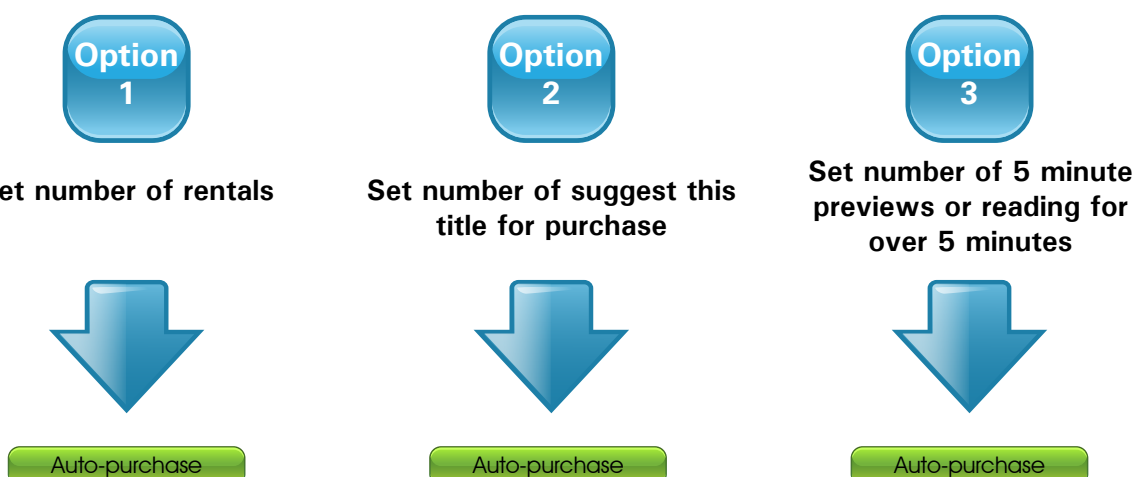 Option
1
et number of rentals
Auto-purchase
Option
2
Set number of suggest this
title for purchase
Auto-purchase
Option
3
Set number of 5 minute
previews or reading for
over 5 minutes
Auto-purchase